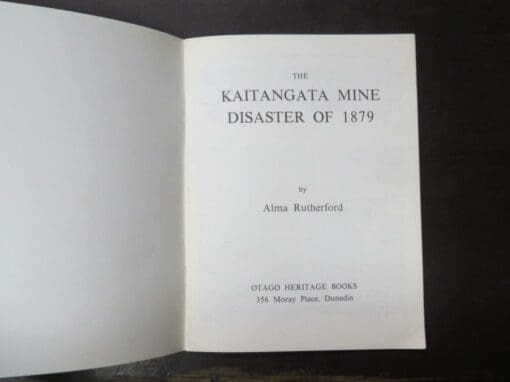 THE
KAITANGATA MINE
DISASTER OF 1879
by
Alma Rutherford
OTAGO HERITAGE BOOKS
356 Moray Place, Dunedin